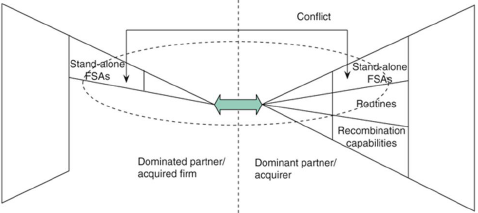 Conflict
Stand-alone
FSAs
Stand-alone
FSAs
Routines
Recombination
capabilities
Dominated partner/
acquired firm
Dominant partner/
acquirer